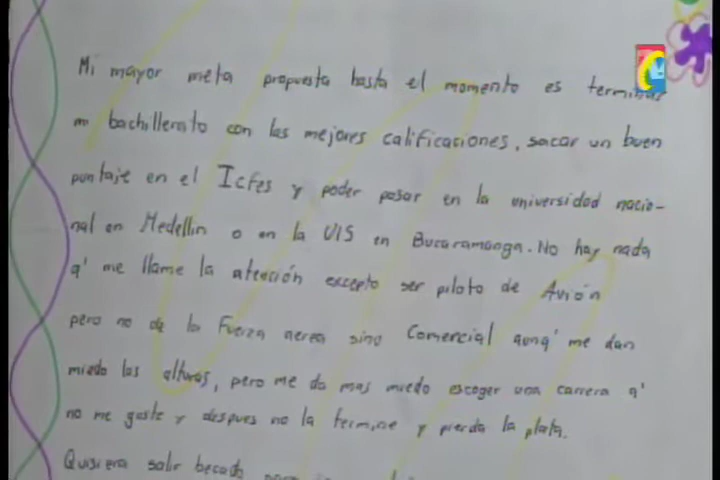 Mi mayor meta propuesta hasta el momento es terminar
mi bachillerato con las mejores calificaciones, sacar un buen
puntaje en el Icfes y poder pasar en la universidad nacio-
nal en Medellin o en la UIS en Bucaramanga. No hay nada
q' me llame la atención excepto ser piloto de Avión
pero no de la Fuerza aerea sino Comercial aunq' me dan
miedo las alturas, pero me da mas miedo escoger una carrera q'
no me guste y despues no la termine y pierda la plata.
Quisiera salir becado